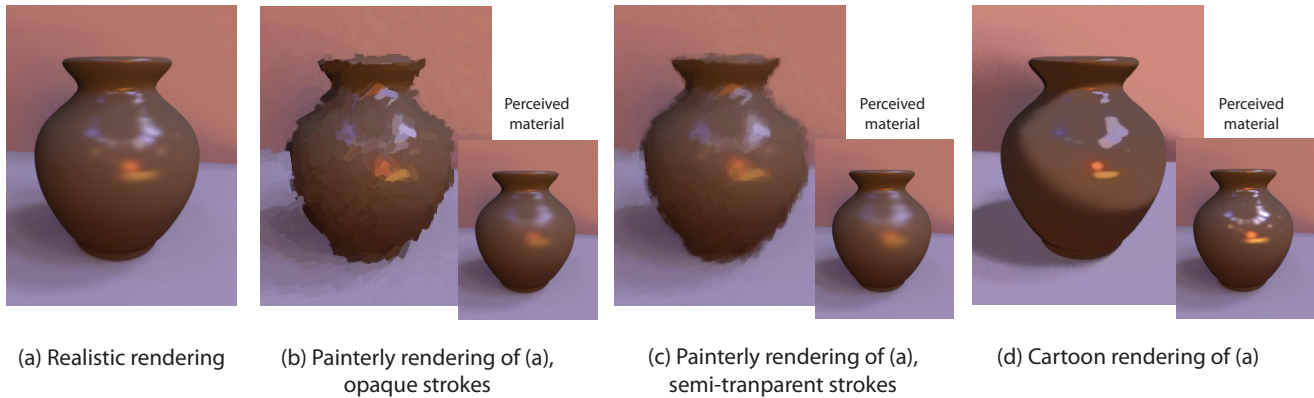 Perceived
material
Perceived
material
Perceived
material
(a) Realistic rendering
(b) Painterly rendering of (a),
opaque strokes
(c) Painterly rendering of (a),
semi-tranparent strokes
(d) Cartoon rendering of (a)